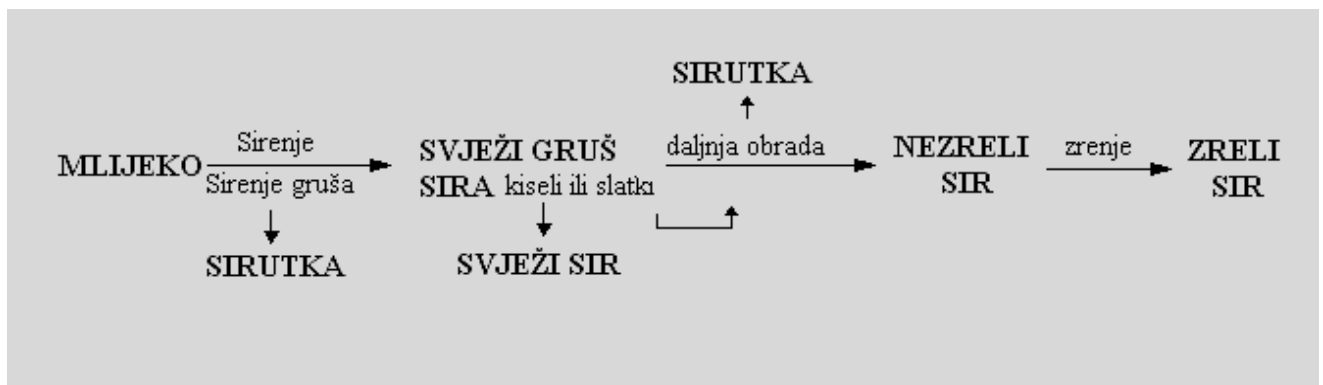 SIRUTKA
Sirenje
MLIJEKO
Sirenje gruša
SIRUTKA
SVJEŽI GRUŠ
SIRA kiseli ili slatki
SVJEŽI SIR
daljnja obrada
NEZRELI
SIR
zrenje
ZRELI
SIR